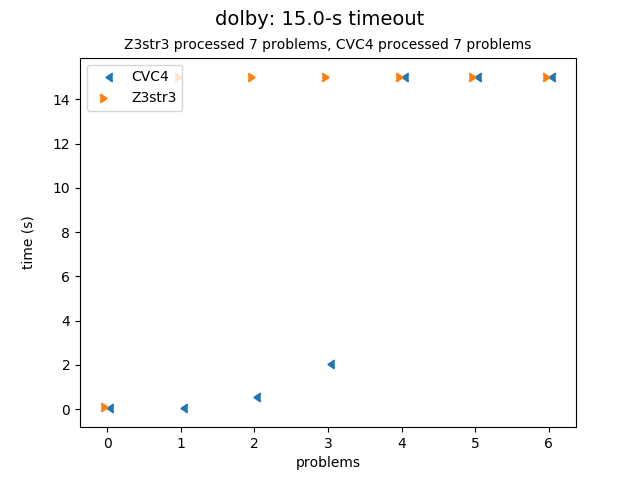 dolby: 15.0-s timeout
Z3str3 processed 7 problems, CVC4 processed 7 problems
CVC4
Z3str3
14
12
10
8
6
4
2
0
time (s)
0 1 2 3 4 5 6
problems